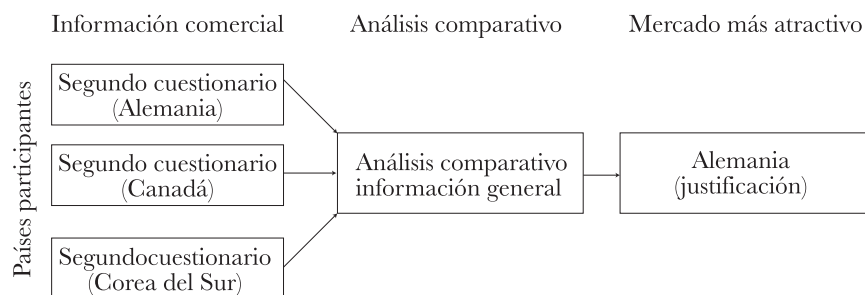 Información comercial
Análisis comparativo
Mercado más atractivo
Países participantes
Segundo cuestionario
(Alemania)
Segundo cuestionario
(Canadá)
Segundocuestionario
(Corea del Sur)
Análisis comparativo
información general
Alemania
(justificación)